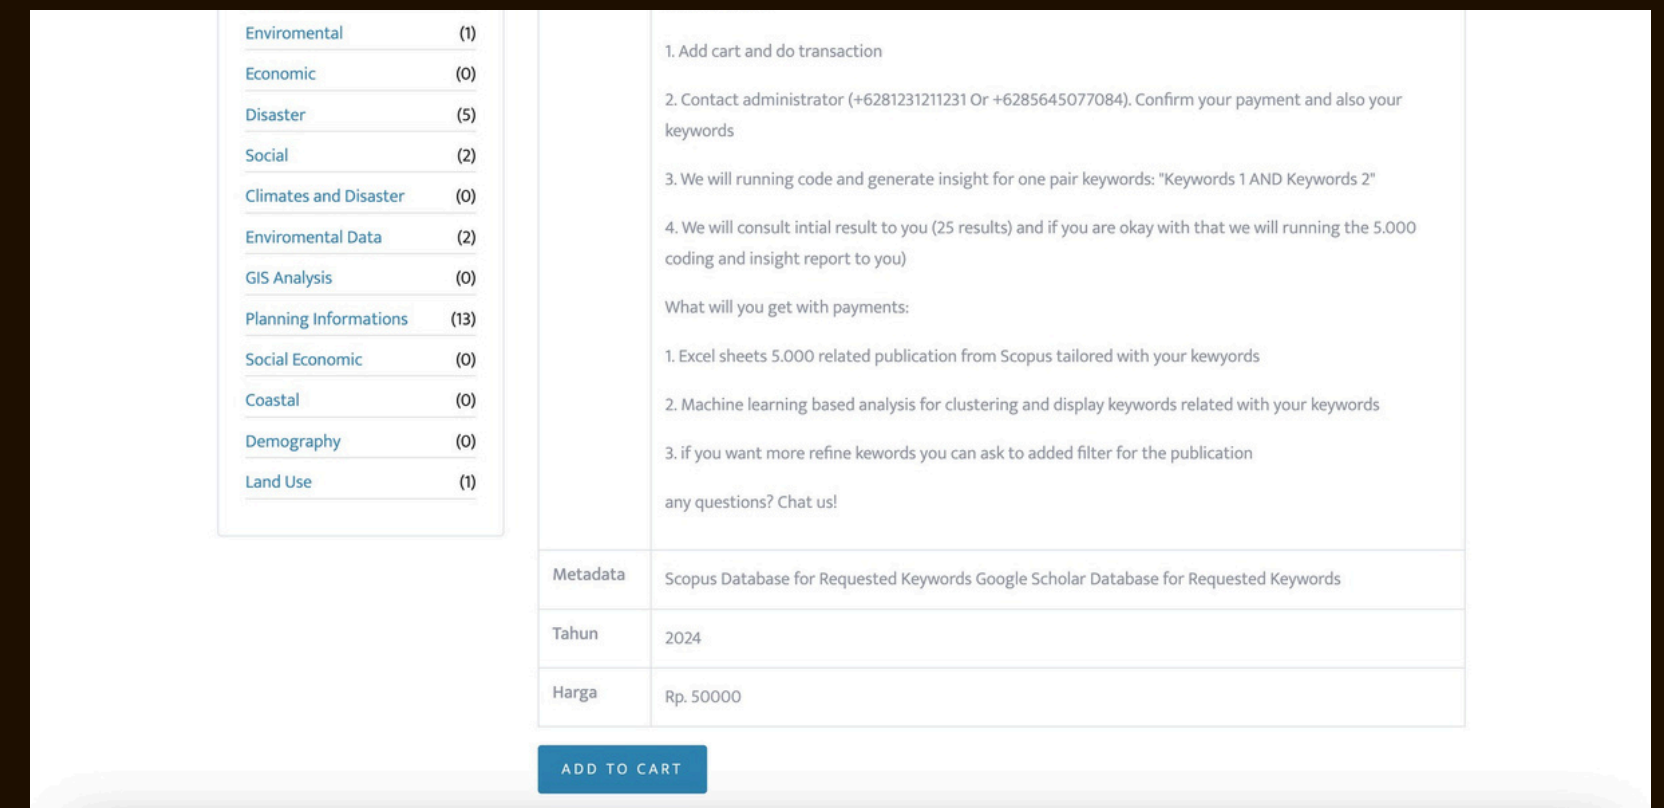 Enviromental (1)
Economic (0)
Disaster (5)
Social (2)
Climates and Disaster (0)
Enviromental Data (2)
GIS Analysis (0)
Planning Informations (13)
Social Economic (0)
Coastal (0)
Demography (0)
Land Use (1)
1. Add cart and do transaction
2. Contact administrator (+6281231211231 Or +6285645077084). Confirm your payment and also your
keywords
3. We will running code and generate insight for one pair keywords: "Keywords 1 AND Keywords 2"
4. We will consult intial result to you (25 results) and if you are okay with that we will running the 5.000
coding and insight report to you)
What will you get with payments:
1. Excel sheets 5.000 related publication from Scopus tailored with your kewyords
2. Machine learning based analysis for clustering and display keywords related with your keywords
3. if you want more refine kewords you can ask to added filter for the publication
any questions? Chat us!
Metadata Scopus Database for Requested Keywords Google Scholar Database for Requested Keywords
Tahun 2024
Harga Rp. 50000
ADD TO CART